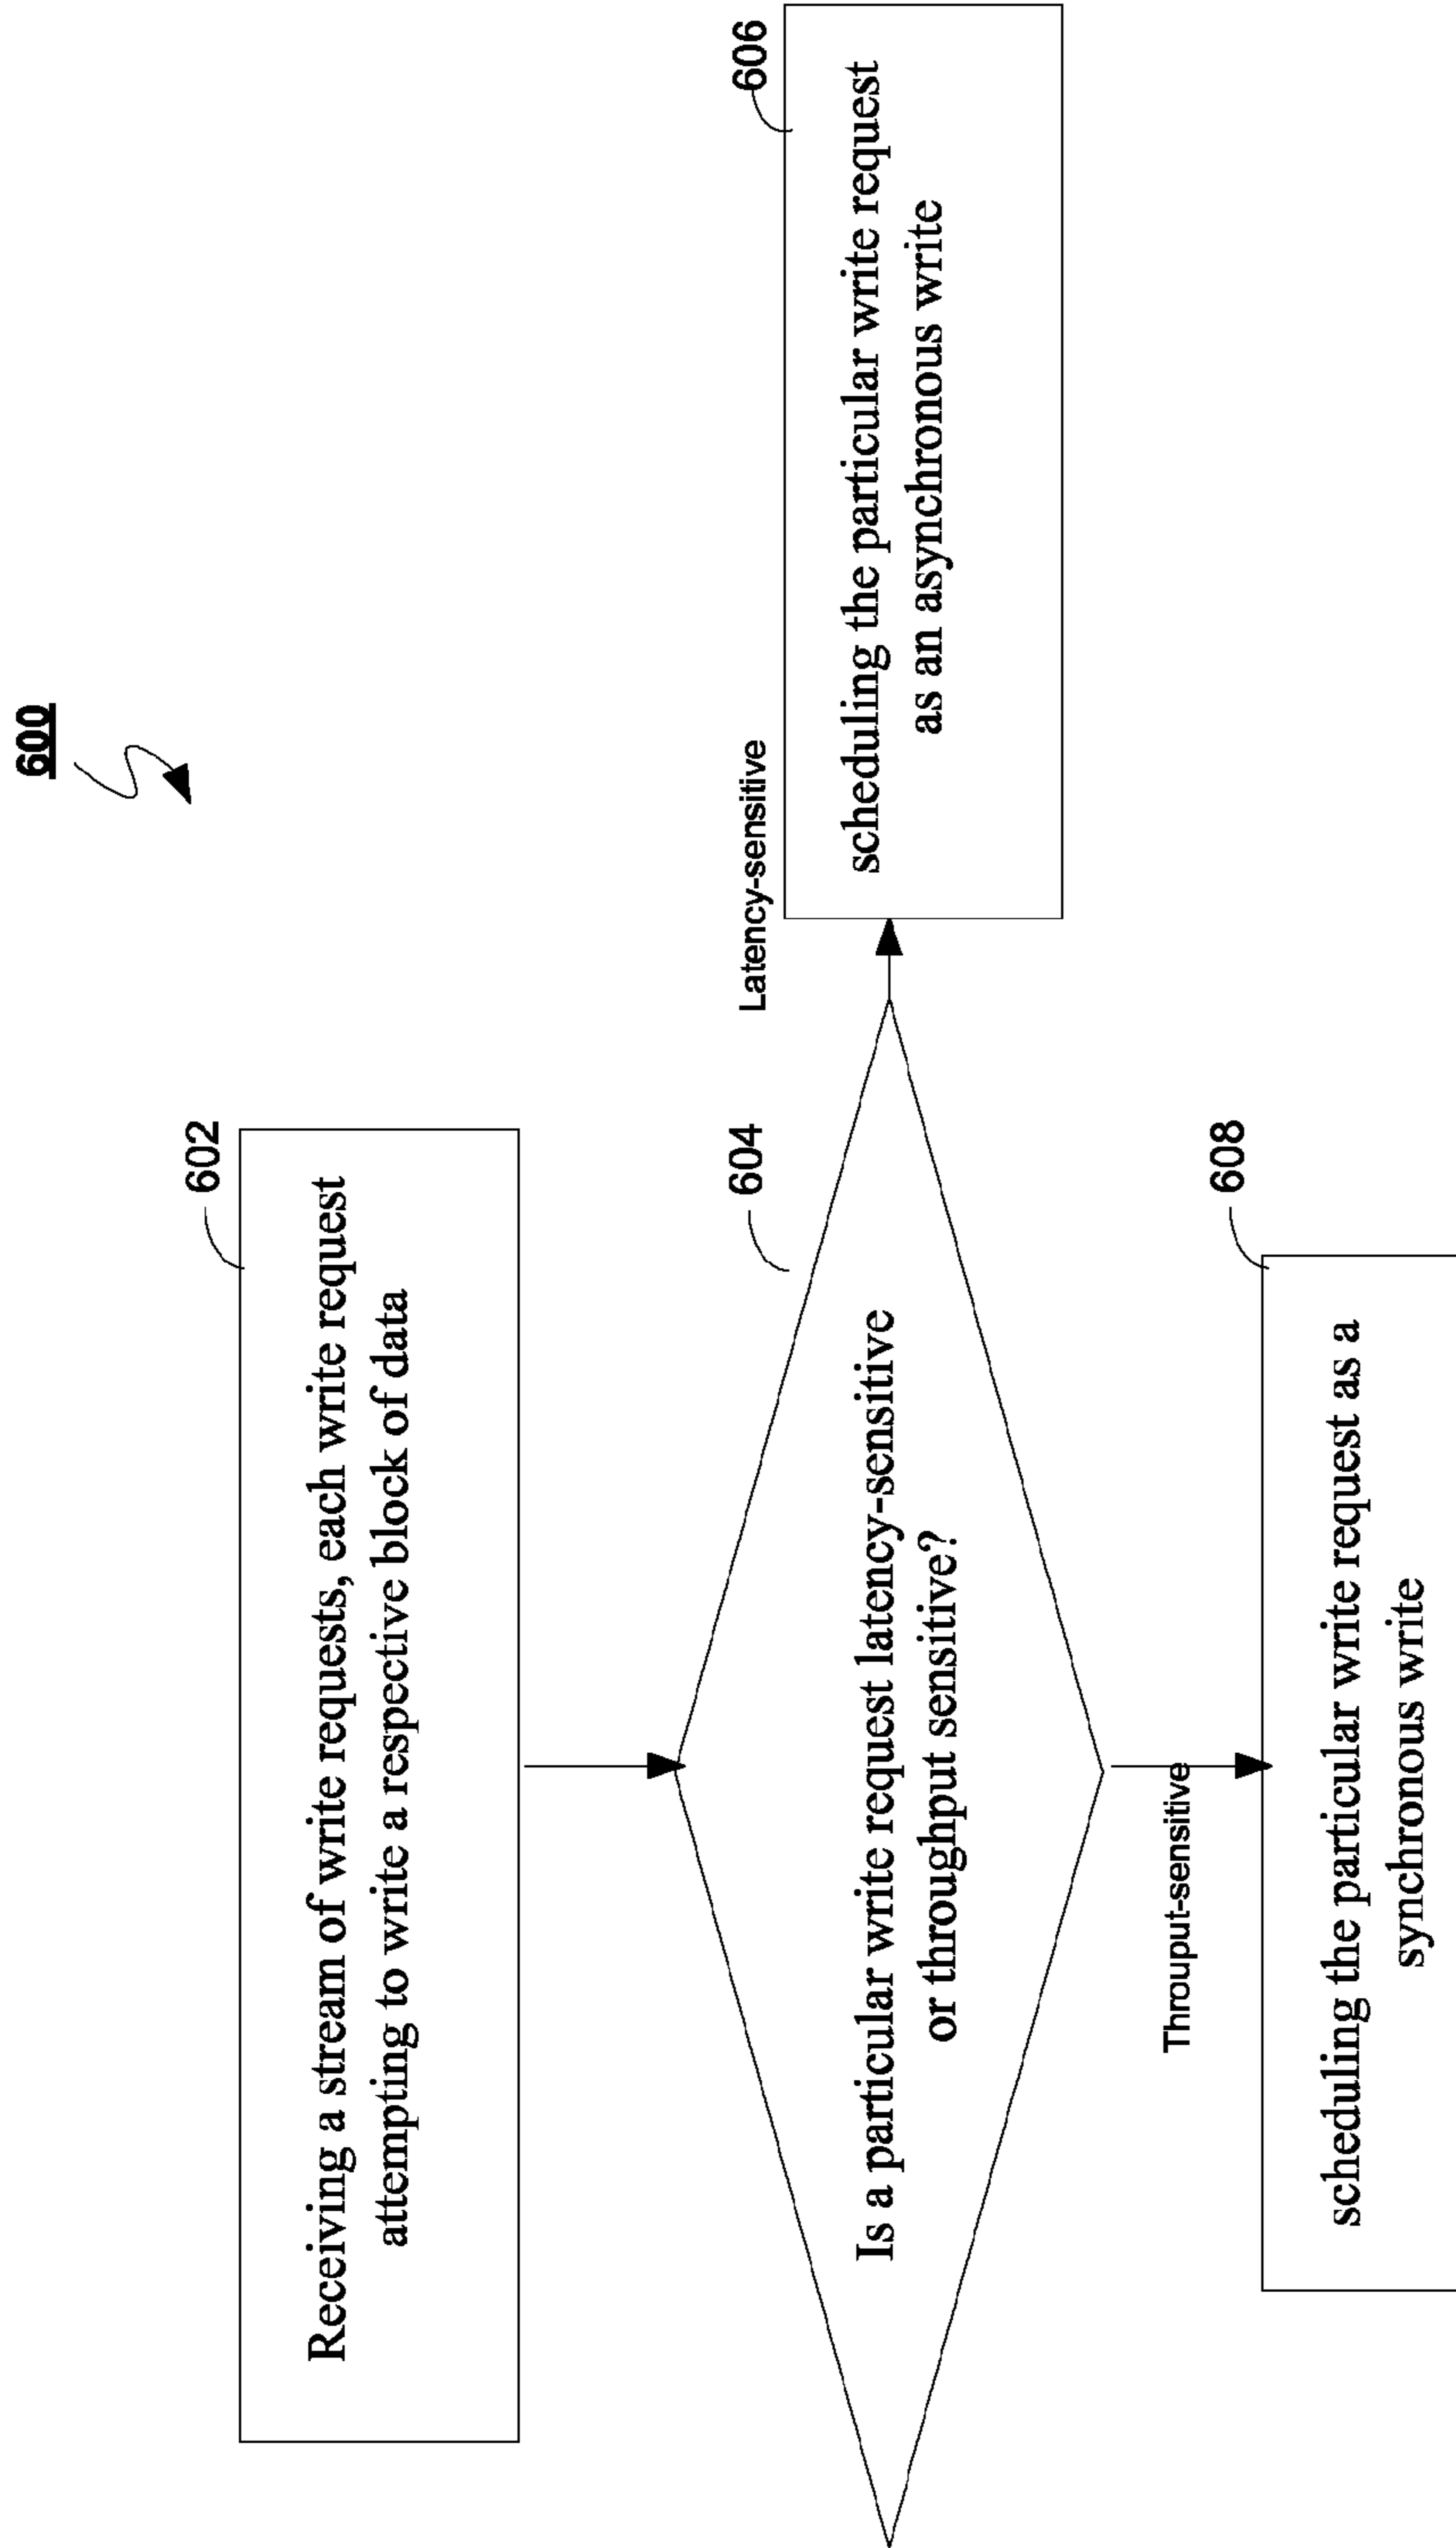 600
602
Receiving a stream of write requests, each write request
attempting to write a respective block of data
604
Is a particular write request latency-sensitive
or throughput sensitive?
Latency-sensitive
606
scheduling the particular write request
as an asynchronous write
Throuput-sensitive
608
scheduling the particular write request as a
synchronous write